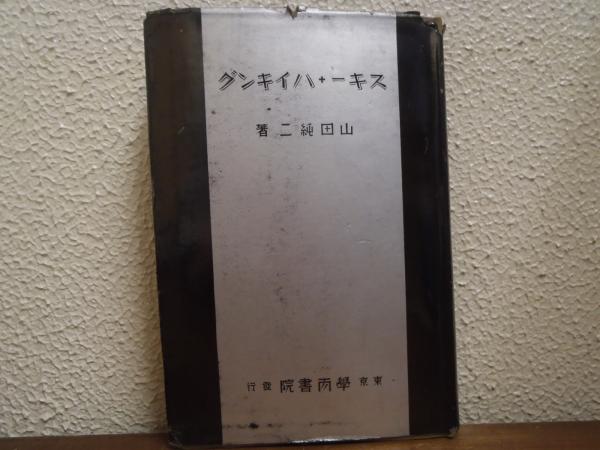 スキー+ハイキング
山田純二著
東京 學而書院 發行